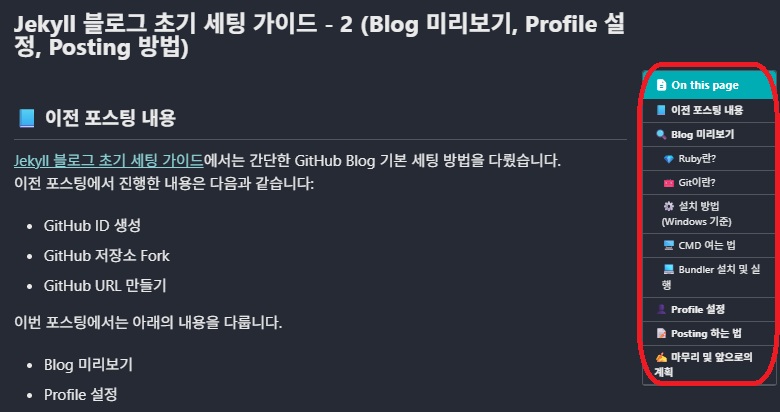 Jekyll 블로그 초기 세팅 가이드 - 2 (Blog 미리보기, Profile 설
정, Posting 방법)
📘 이전 포스팅 내용
Jekyll 블로그 초기 세팅 가이드에서는 간단한 GitHub Blog 기본 세팅 방법을 다뤘습니다.
이전 포스팅에서 진행한 내용은 다음과 같습니다:
• GitHub ID 생성
• GitHub 저장소 Fork
• GitHub URL 만들기
이번 포스팅에서는 아래의 내용을 다룹니다.
• Blog 미리보기
• Profile 설정
On this page
📘 이전 포스팅 내용
🔍 Blog 미리보기
💎 Ruby란?
Git이란?
⚙️ 설치 방법
(Windows 기준)
CMD 여는 법
Bundler 설치 및 실
행
👤 Profile 설정
📝 Posting 하는 법
✍️ 마무리 및 앞으로의
계획